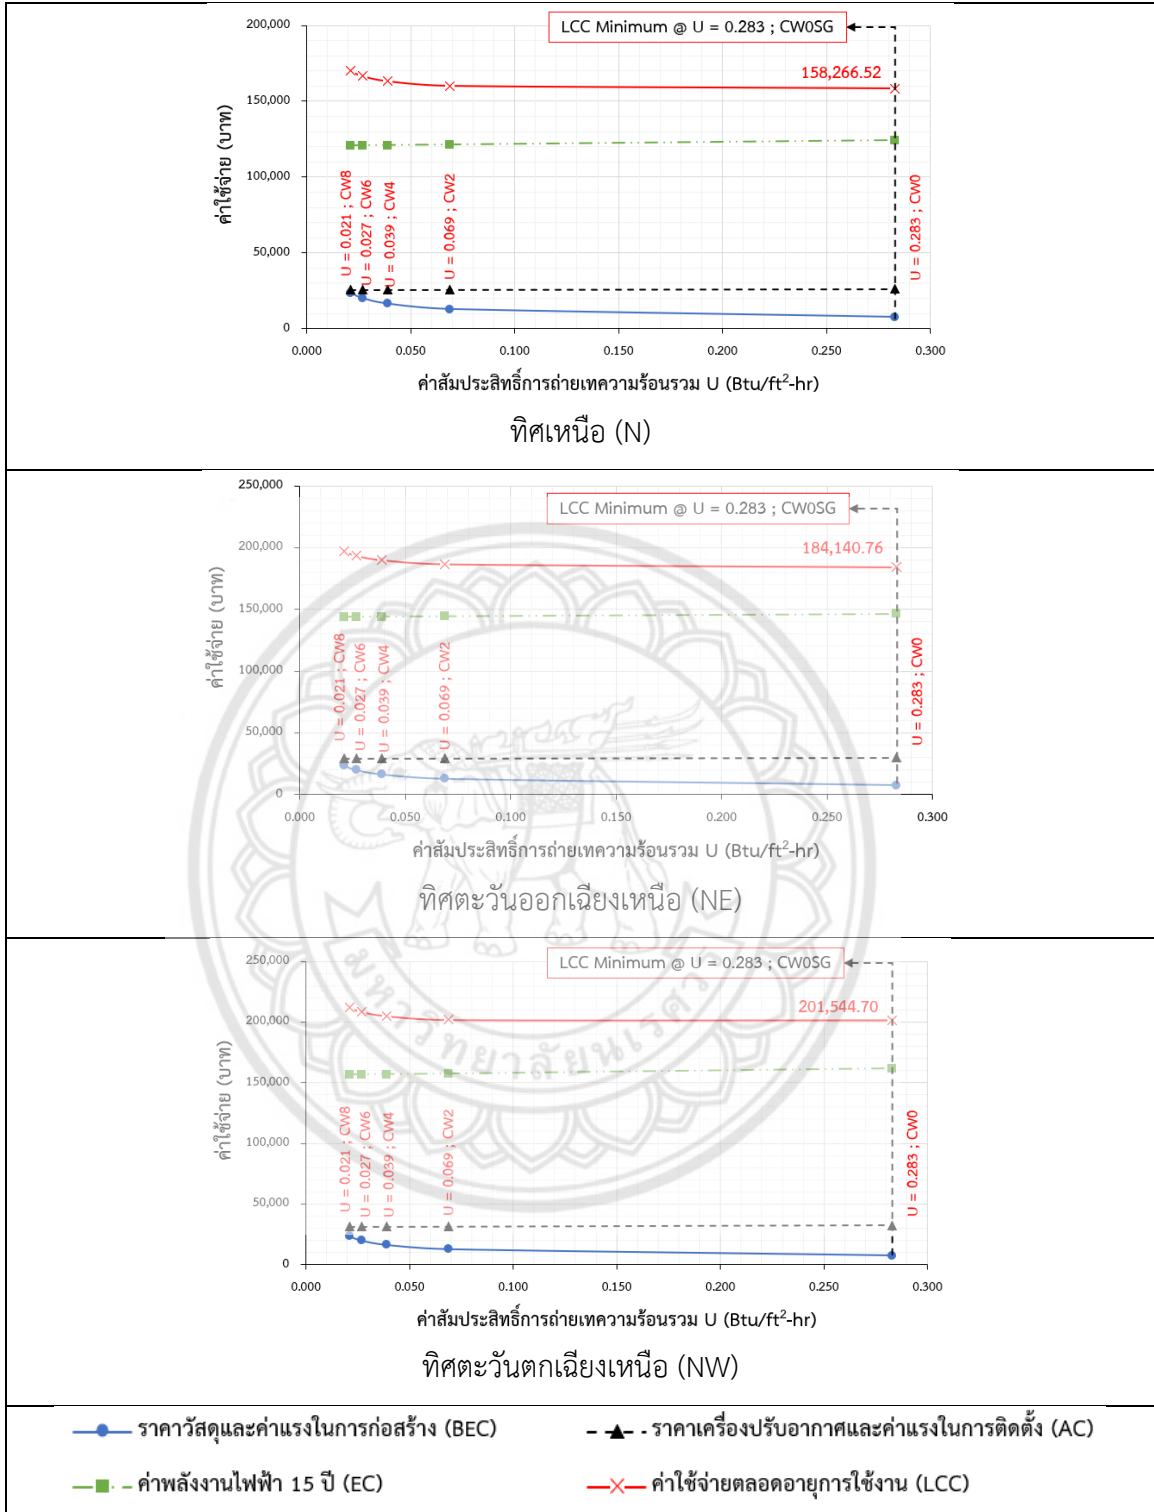 LCC Minimum @ U = 0.283 ; CW0SG
158,266.52
200,000
150,000
100,000
50,000
0
ค่าใช้จ่าย (บาท)
U = 0.021 ; CW8
U = 0.027 ; CW6
U = 0.039 ; CW4
U = 0.069 ; CW2
U = 0.283 ; CW0
0.000 0.050 0.100 0.150 0.200 0.250 0.300
ค่าสัมประสิทธิ์การถ่ายเทความร้อนรวม U (Btu/ft²-hr)
ทิศเหนือ (N)
LCC Minimum @ U = 0.283 ; CW0SG
184,140.76
250,000
200,000
150,000
100,000
50,000
0
ค่าใช้จ่าย (บาท)
U = 0.021 ; CW8
U = 0.027 ; CW6
U = 0.039 ; CW4
U = 0.069 ; CW2
U = 0.283 ; CW0
0.000 0.050 0.100 0.150 0.200 0.250 0.300
ค่าสัมประสิทธิ์การถ่ายเทความร้อนรวม U (Btu/ft²-hr)
ทิศตะวันออกเฉียงเหนือ (NE)
LCC Minimum @ U = 0.283 ; CW0SG
201,544.70
250,000
200,000
150,000
100,000
50,000
0
ค่าใช้จ่าย (บาท)
U = 0.021 ; CW8
U = 0.027 ; CW6
U = 0.039 ; CW4
U = 0.069 ; CW2
U = 0.283 ; CW0
0.000 0.050 0.100 0.150 0.200 0.250 0.300
ค่าสัมประสิทธิ์การถ่ายเทความร้อนรวม U (Btu/ft²-hr)
ทิศตะวันตกเฉียงเหนือ (NW)
มหาวิทยาลัยนเรศวร
ราคาวัสดุและค่าแรงในการก่อสร้าง (BEC)
ราคาเครื่องปรับอากาศและค่าแรงในการติดตั้ง (AC)
ค่าพลังงานไฟฟ้า 15 ปี (EC)
ค่าใช้จ่ายตลอดอายุการใช้งาน (LCC)